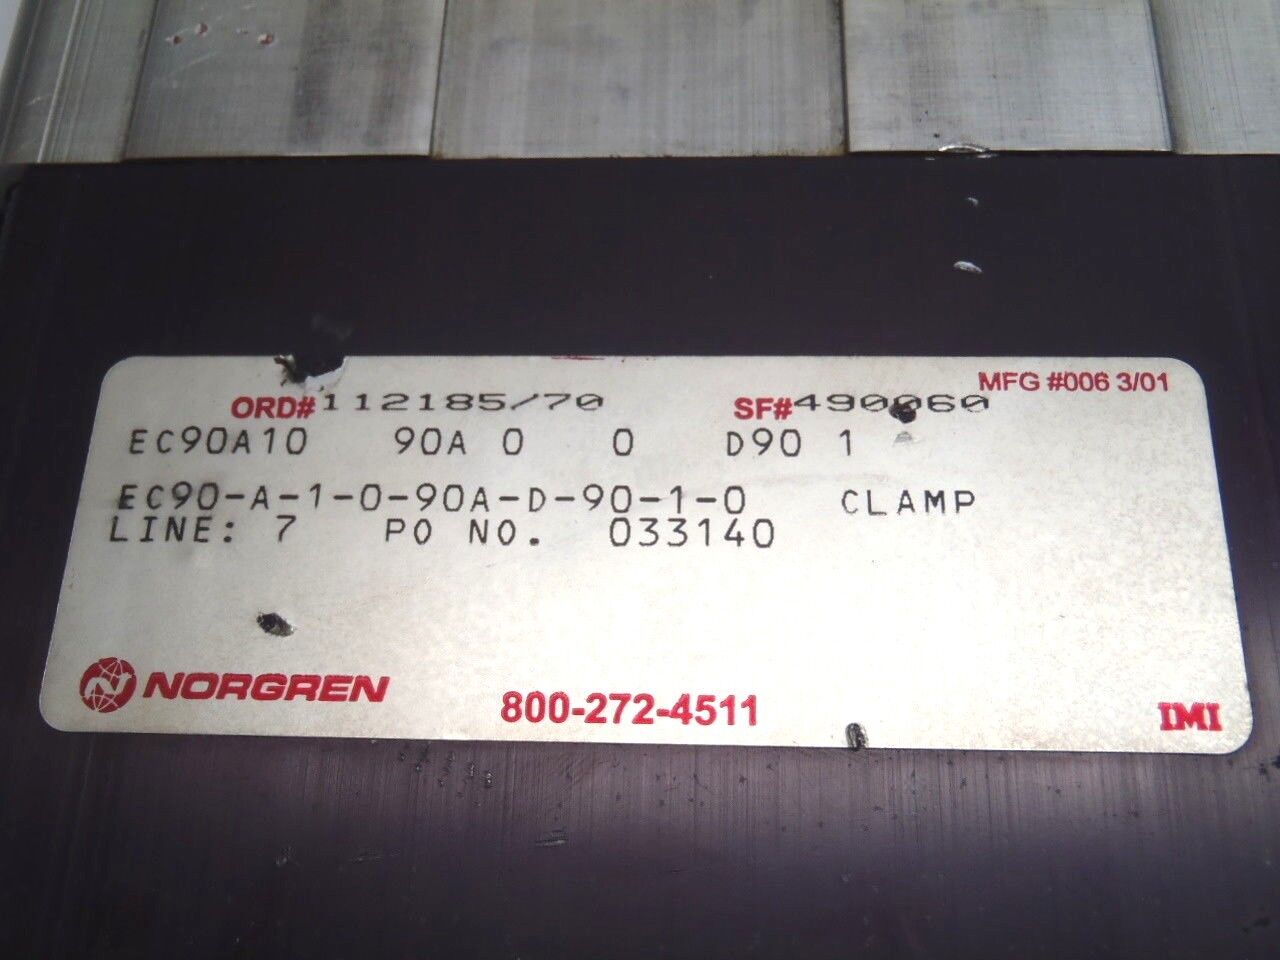 MFG #006 3/01
ORD# 112185/70 SF# 490060
EC90A10 90A 0 0 D90 1
EC90-A-1-0-90A-D-90-1-0 CLAMP
LINE: 7 PO NO. 033140
NORGREN 800-272-4511 IMI